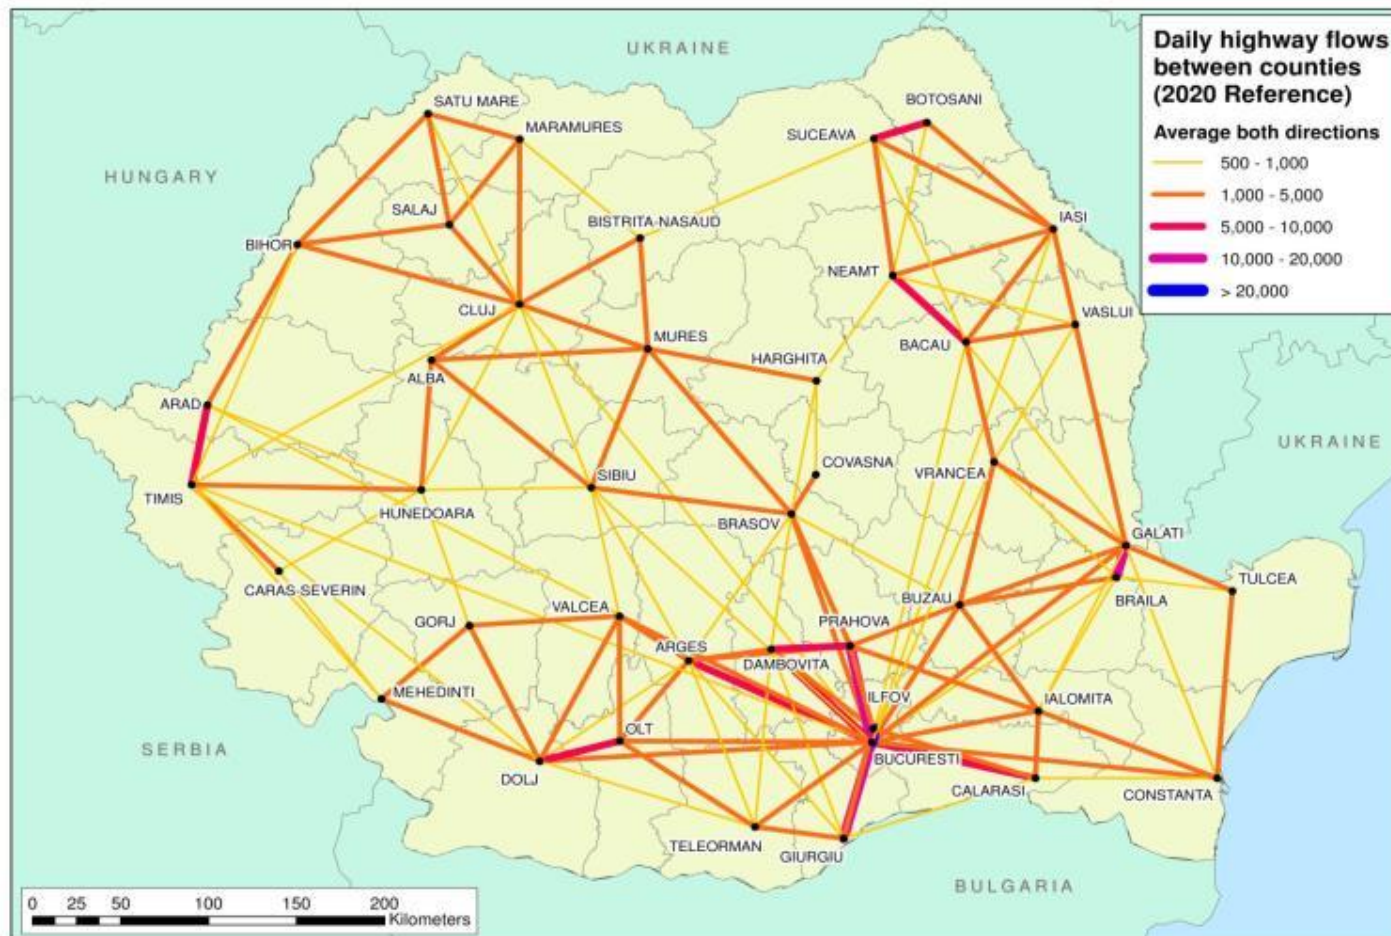 Daily highway flows
between counties
(2020 Reference)
Average both directions
500 - 1,000
1,000 - 5,000
5,000 - 10,000
10,000 - 20,000
> 20,000
UKRAINE
SATU MARE
BOTOSANI
MARAMURES
SUCEAVA
HUNGARY
SALAJ
BISTRITA-NASAUD
IASI
BIHOR
NEAMT
CLUJ
VASLUI
MURES
BACAU
HARGHITA
ALBA
ARAD
UKRAINE
SIBIU
COVASNA
VRANCEA
TIMIS
HUNEDOARA
BRASOV
GALATI
TULCEA
CARAS-SEVERIN
BUZAU
BRAILA
VALCEA
GORJ
PRAHOVA
ARGES
DAMBOVITA
MEHEDINTI
ILFOV
IALOMITA
OLT
SERBIA
BUCURESTI
DOLJ
CALARASI
CONSTANTA
TELEORMAN
GIURGIU
BULGARIA
0 25 50 100 150 200
Kilometers